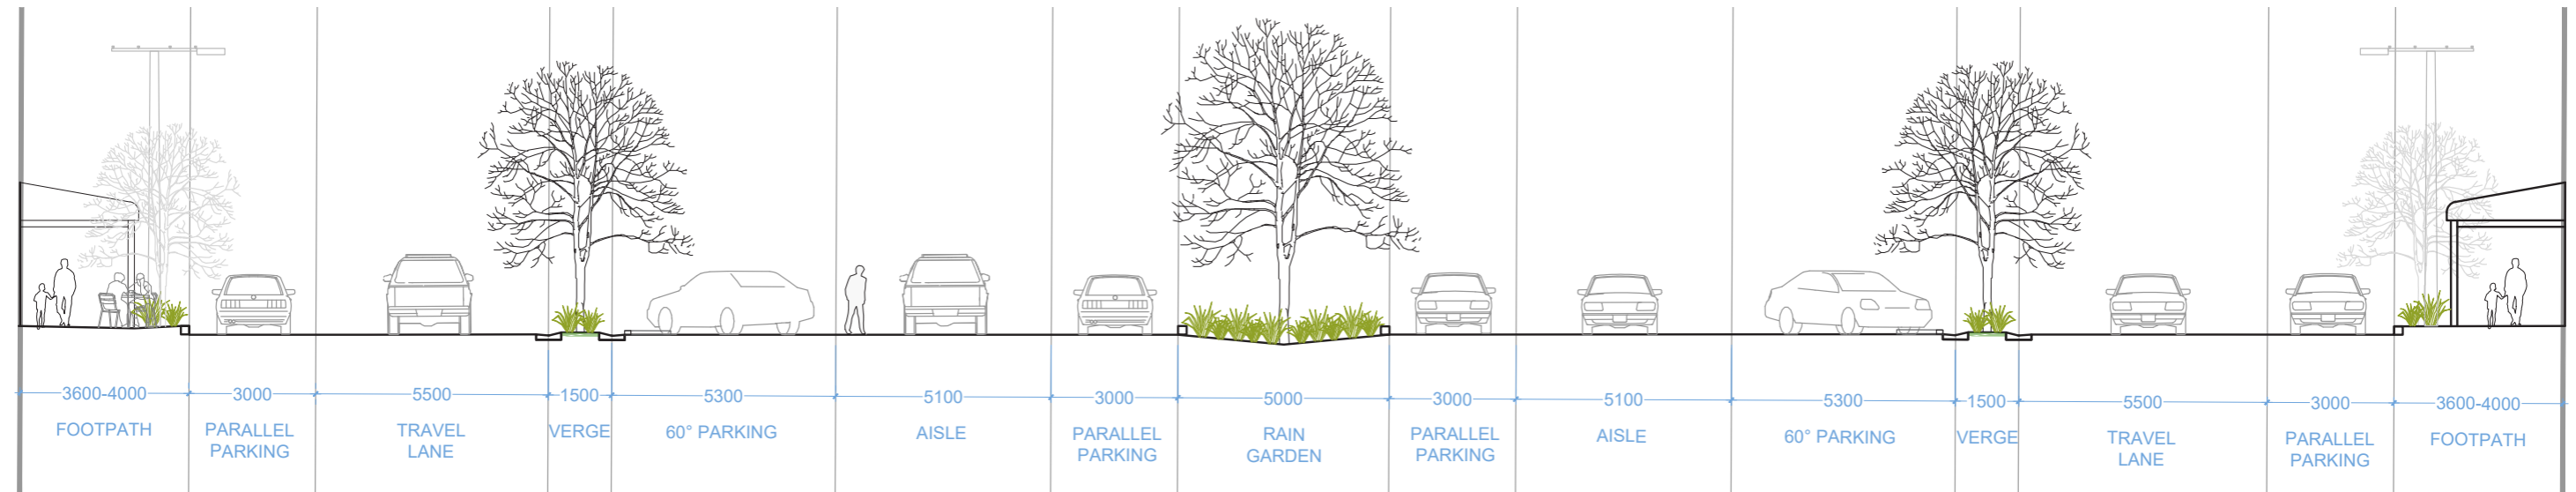 3600-4000
3000
5500
1500
5300
5100
3000
5000
3000
5100
5300
1500
5500
3000
3600-4000
FOOTPATH
PARALLEL
PARKING
TRAVEL
LANE
VERGE
60° PARKING
AISLE
PARALLEL
PARKING
RAIN
GARDEN
PARALLEL
PARKING
AISLE
60° PARKING
VERGE
TRAVEL
LANE
PARALLEL
PARKING
FOOTPATH